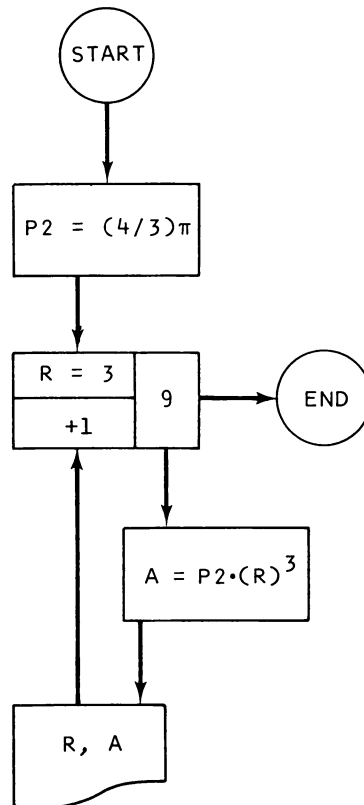 START
P2 = (4/3)π
R = 3
+1
9
END
A = P2·(R)³
R, A